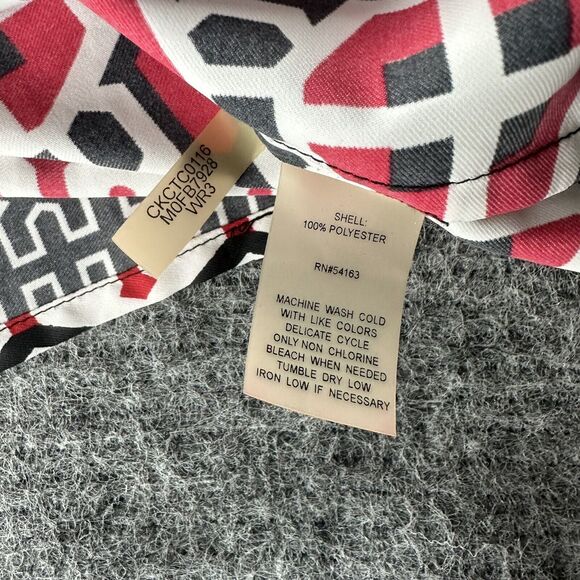 CKCTC0116
MOFB7928
WR3
SHELL:
100% POLYESTER
RN#54163
MACHINE WASH COLD
WITH LIKE COLORS
DELICATE CYCLE
ONLY NON CHLORINE
BLEACH WHEN NEEDED
TUMBLE DRY LOW
IRON LOW IF NECESSARY